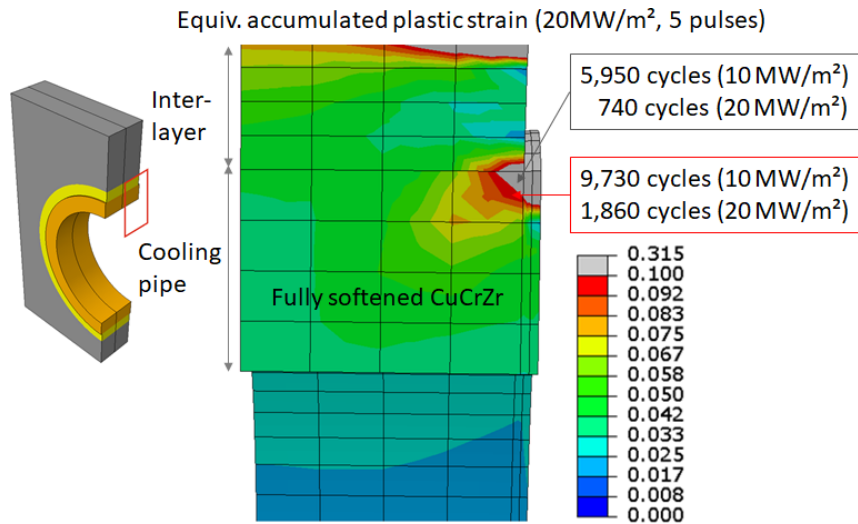 Equiv. accumulated plastic strain (20MW/m², 5 pulses)
Inter-
layer
Cooling
pipe
Fully softened CuCrZr
5,950 cycles (10 MW/m²)
740 cycles (20 MW/m²)
9,730 cycles (10 MW/m²)
1,860 cycles (20 MW/m²)
0.315
0.100
0.092
0.083
0.075
0.067
0.058
0.050
0.042
0.033
0.025
0.017
0.008
0.000